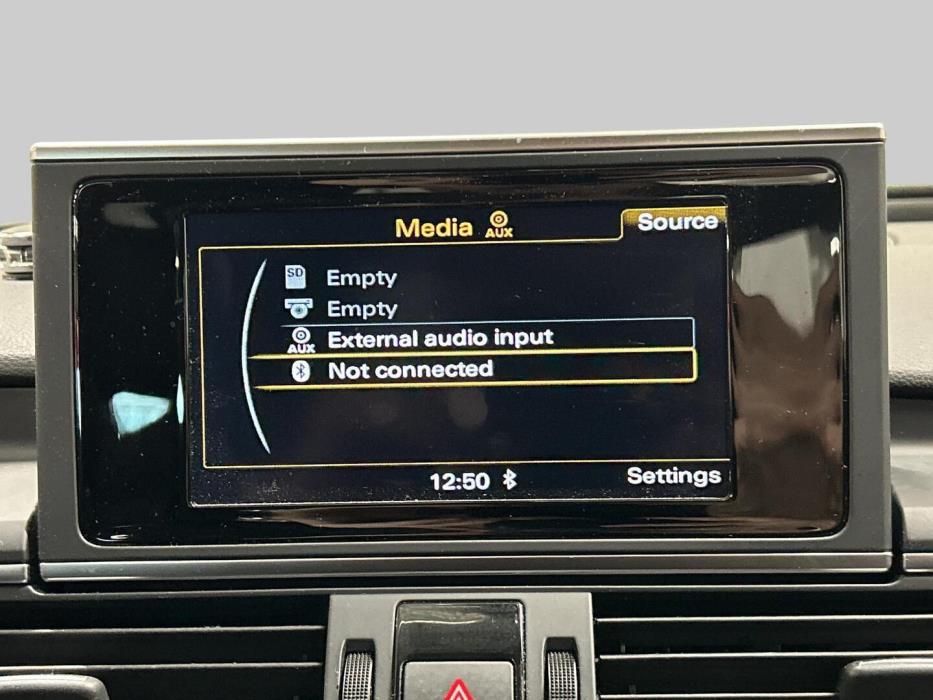 Media AUX
Source
SD Empty
Empty
AUX External audio input
Not connected
12:50
Settings